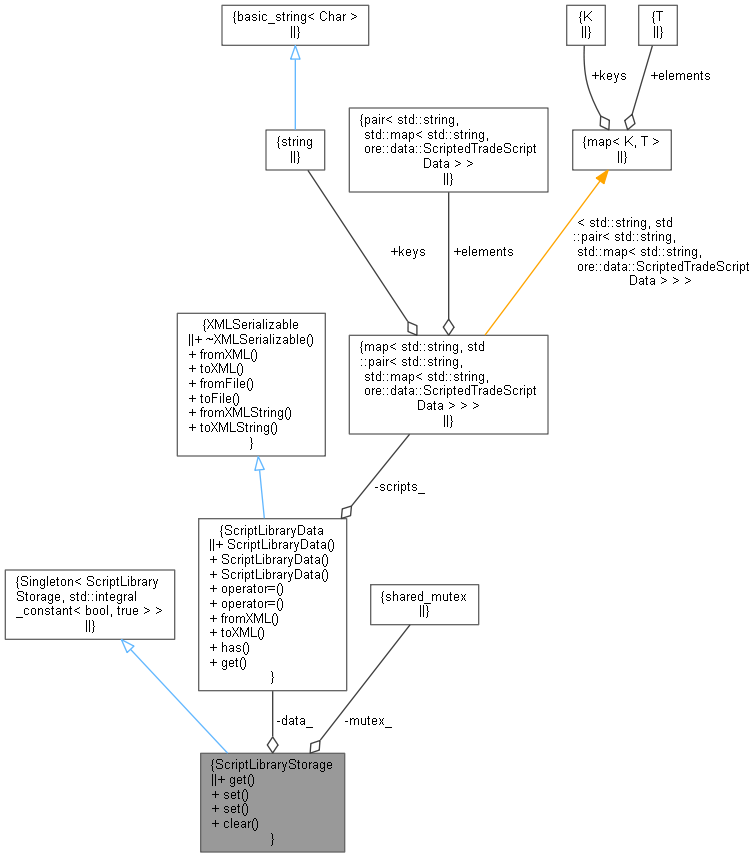 {basic_string< Char >
||}
{K
||}
{T
||}
+keys
+elements
{string
||}
{pair< std::string,
std::map< std::string,
ore::data::ScriptedTradeScript
Data > >
||}
{map< K, T >
||}
+keys
+elements
< std::string, std
::pair< std::string,
std::map< std::string,
ore::data::ScriptedTradeScript
Data > > >
{XMLSerializable
||+ ~XMLSerializable()
+ fromXML()
+ toXML()
+ fromFile()
+ toFile()
+ fromXMLString()
+ toXMLString()
}
{map< std::string, std
::pair< std::string,
std::map< std::string,
ore::data::ScriptedTradeScript
Data > > >
||}
-scripts_
{ScriptLibraryData
||+ ScriptLibraryData()
+ ScriptLibraryData()
+ ScriptLibraryData()
+ operator=()
+ operator=()
+ fromXML()
+ toXML()
+ has()
+ get()
}
{Singleton< ScriptLibrary
Storage, std::integral
_constant< bool, true > >
||}
{shared_mutex
||}
-data_
-mutex_
{ScriptLibraryStorage
||+ get()
+ set()
+ set()
+ clear()
}